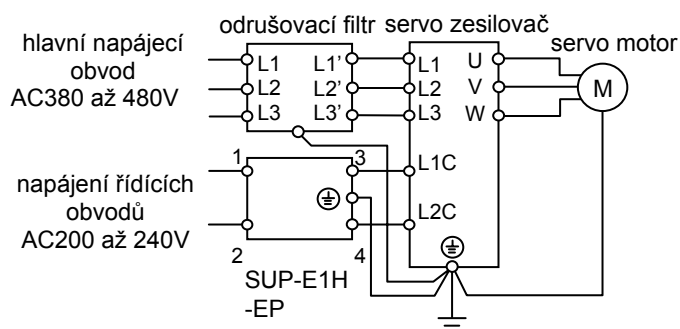 odrušovací filtr
servo zesilovač
servo motor
hlavní napájecí
obvod
AC380 až 480V
L1
L1’
L1
U
L2
L2’
L2
V
M
L3
L3’
L3
W
1
3
L1C
napájení řídících
obvodů
AC200 až 240V
L2C
2
4
SUP-E1H
-EP